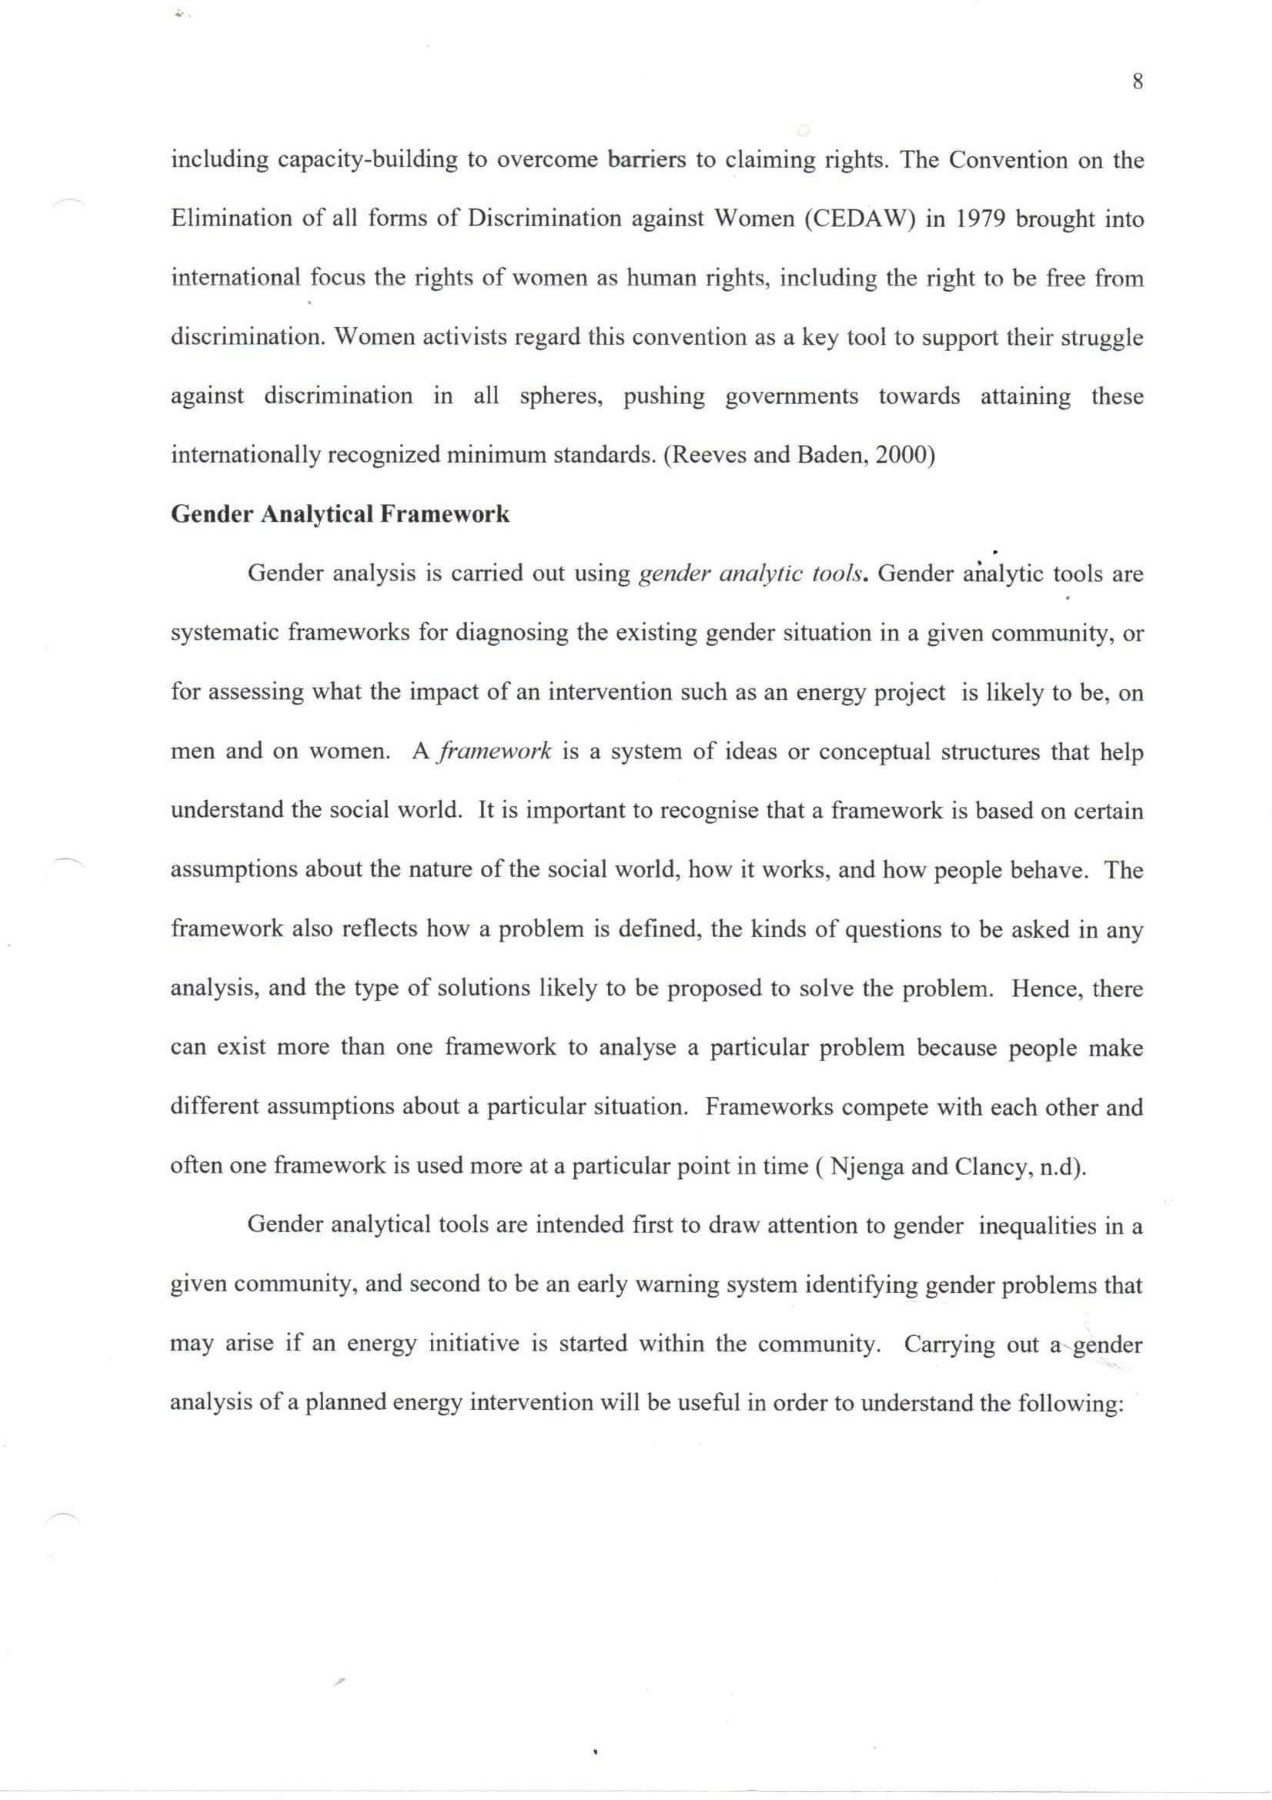 8
including capacity-building to overcome barriers to claiming rights. The Convention on the
Elimination of all forms of Discrimination against Women (CEDAW) in 1979 brought into
international focus the rights of women as human rights, including the right to be free from
discrimination. Women activists regard this convention as a key tool to support their struggle
against discrimination in all spheres, pushing governments towards attaining these
internationally recognized minimum standards. (Reeves and Baden, 2000)
Gender Analytical Framework
Gender analysis is carried out using gender analytic tools. Gender analytic tools are
systematic frameworks for diagnosing the existing gender situation in a given community, or
for assessing what the impact of an intervention such as an energy project is likely to be, on
men and on women. A framework is a system of ideas or conceptual structures that help
understand the social world. It is important to recognise that a framework is based on certain
assumptions about the nature of the social world, how it works, and how people behave. The
framework also reflects how a problem is defined, the kinds of questions to be asked in any
analysis, and the type of solutions likely to be proposed to solve the problem. Hence, there
can exist more than one framework to analyse a particular problem because people make
different assumptions about a particular situation. Frameworks compete with each other and
often one framework is used more at a particular point in time ( Njenga and Clancy, n.d).
Gender analytical tools are intended first to draw attention to gender inequalities in a
given community, and second to be an early warning system identifying gender problems that
may arise if an energy initiative is started within the community. Carrying out a gender
analysis of a planned energy intervention will be useful in order to understand the following: